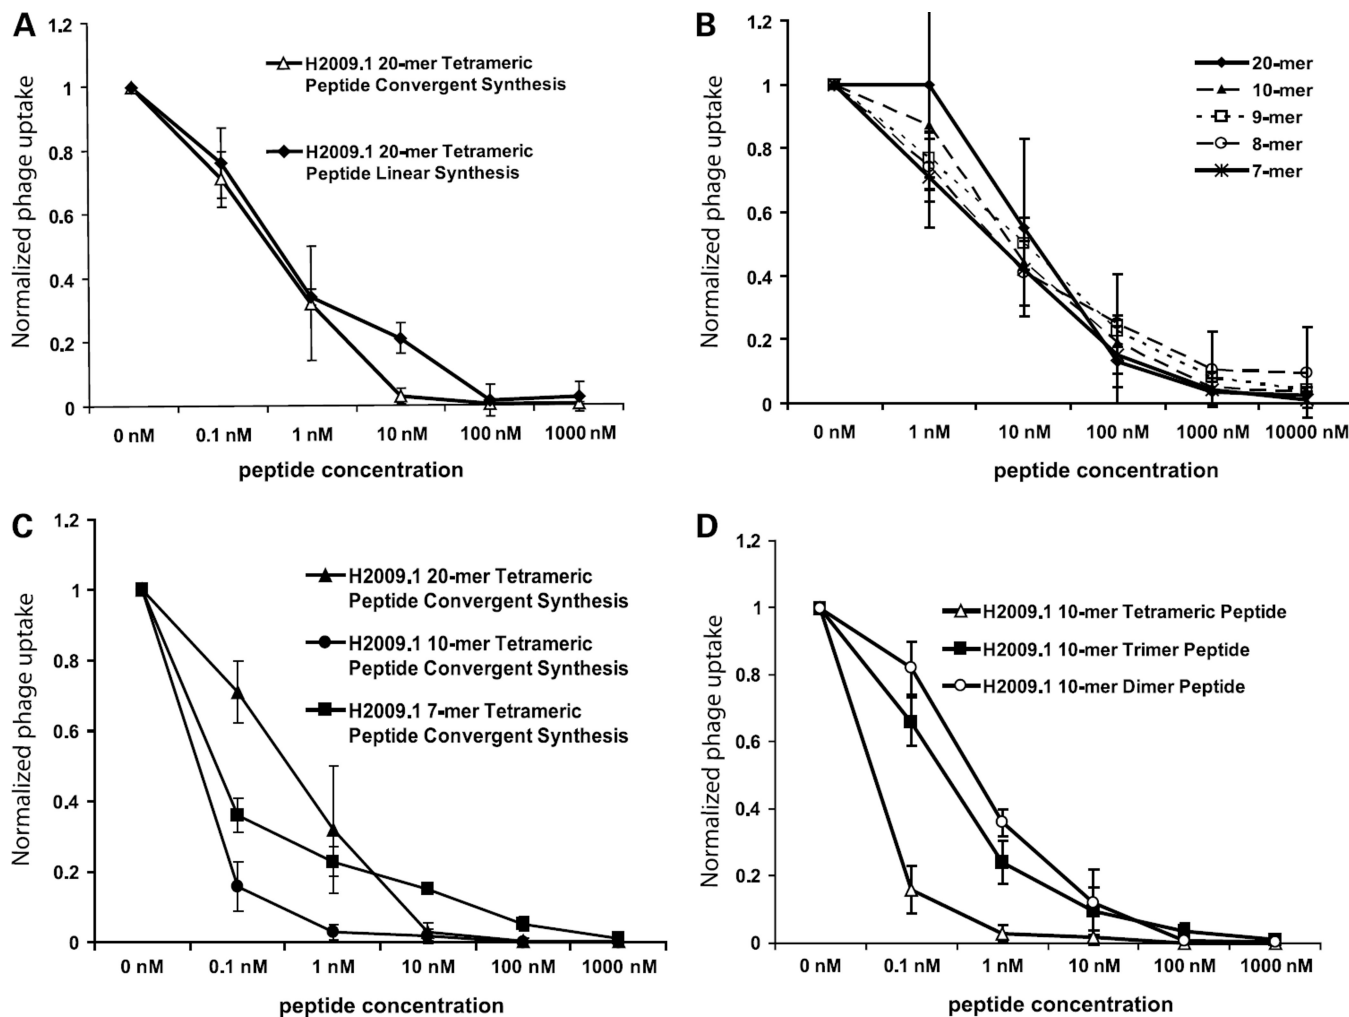 A
Normalized phage uptake
1.2
1
0.8
0.6
0.4
0.2
0
H2009.1 20-mer Tetrameric
Peptide Convergent Synthesis
H2009.1 20-mer Tetrameric
Peptide Linear Synthesis
0 nM 0.1 nM 1 nM 10 nM 100 nM 1000 nM
peptide concentration
B
Normalized phage uptake
1.2
1
0.8
0.6
0.4
0.2
0
20-mer
10-mer
9-mer
8-mer
7-mer
0 nM 1 nM 10 nM 100 nM 1000 nM 10000 nM
peptide concentration
C
Normalized phage uptake
1.2
1
0.8
0.6
0.4
0.2
0
H2009.1 20-mer Tetrameric
Peptide Convergent Synthesis
H2009.1 10-mer Tetrameric
Peptide Convergent Synthesis
H2009.1 7-mer Tetrameric
Peptide Convergent Synthesis
0 nM 0.1 nM 1 nM 10 nM 100 nM 1000 nM
peptide concentration
D
Normalized phage uptake
1.2
1
0.8
0.6
0.4
0.2
0
H2009.1 10-mer Tetrameric Peptide
H2009.1 10-mer Trimer Peptide
H2009.1 10-mer Dimer Peptide
0 nM 0.1 nM 1 nM 10 nM 100 nM 1000 nM
peptide concentration